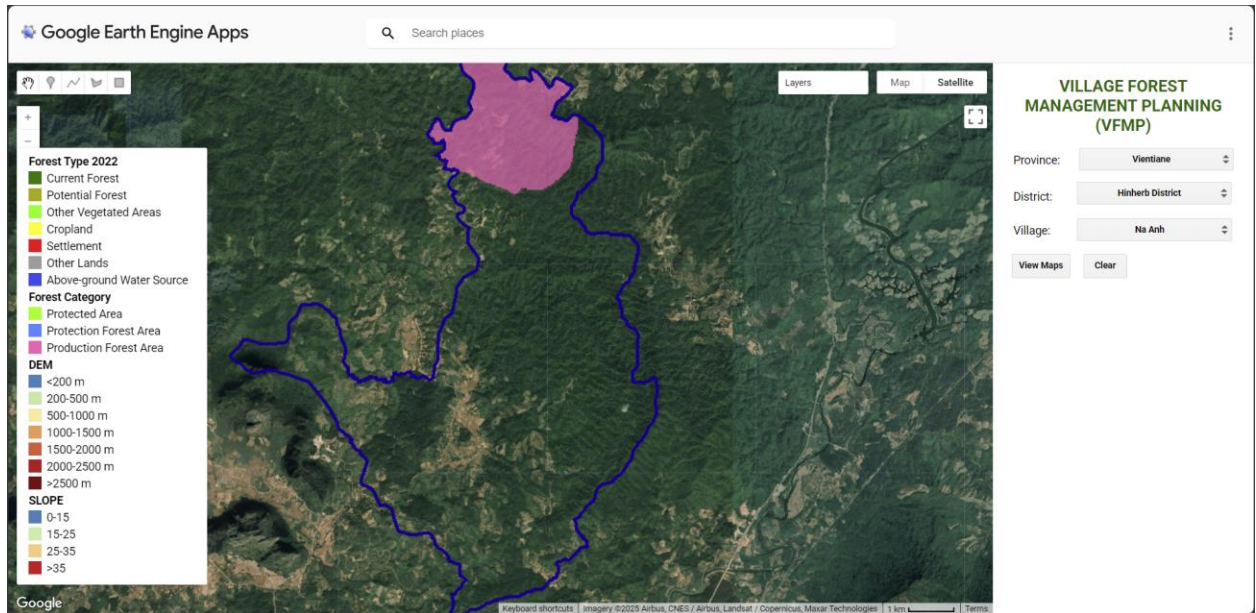 Google Earth Engine Apps
Search places
Layers
Map
Satellite
+
−
Forest Type 2022
Current Forest
Potential Forest
Other Vegetated Areas
Cropland
Settlement
Other Lands
Above-ground Water Source
Forest Category
Protected Area
Protection Forest Area
Production Forest Area
DEM
<200 m
200-500 m
500-1000 m
1000-1500 m
1500-2000 m
2000-2500 m
>2500 m
SLOPE
0-15
15-25
25-35
>35
Google
Keyboard shortcuts
Imagery ©2025 Airbus, CNES / Airbus, Landsat / Copernicus, Maxar Technologies
1 km
Terms
VILLAGE FOREST
MANAGEMENT PLANNING
(VFMP)
Province: Vientiane
District: Hinherb District
Village: Na Anh
View Maps
Clear